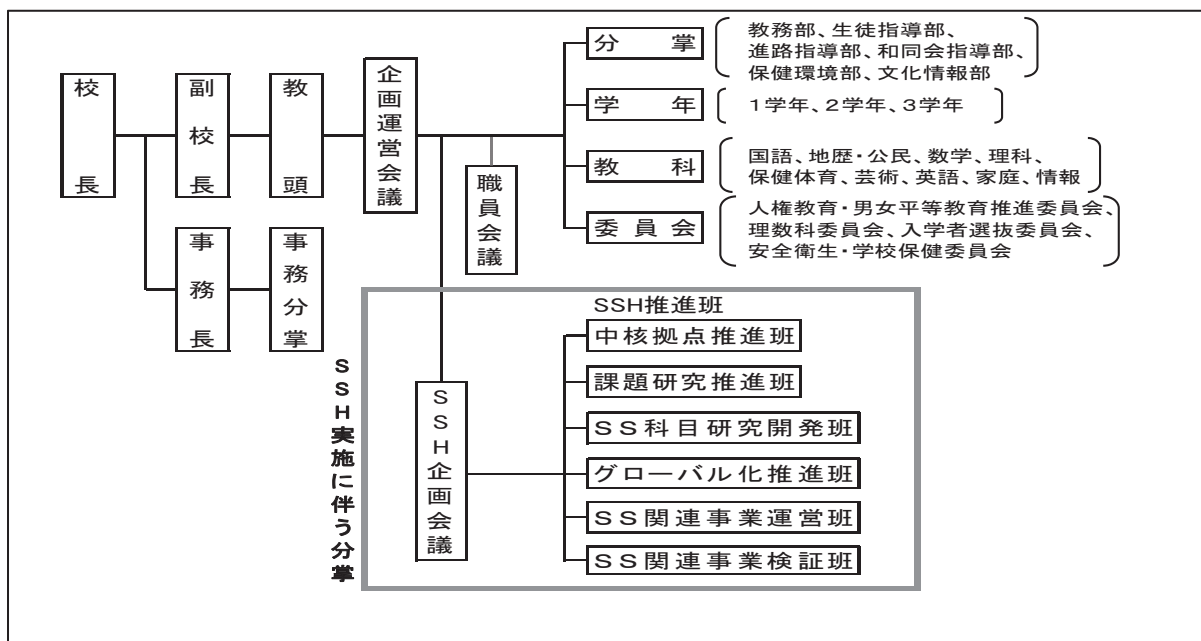 校長
副校長
教頭
企画運営会議
職員会議
事務長
事務分掌
分掌
教務部、生徒指導部、
進路指導部、和同会指導部、
保健環境部、文化情報部
学年
1学年、2学年、3学年
教科
国語、地歴・公民、数学、理科、
保健体育、芸術、英語、家庭、情報
委員会
人権教育・男女平等教育推進委員会、
理数科委員会、入学者選抜委員会、
安全衛生・学校保健委員会
SSH実施に伴う分掌
SSH企画会議
SSH推進班
中核拠点推進班
課題研究推進班
SS科目研究開発班
グローバル化推進班
SS関連事業運営班
SS関連事業検証班